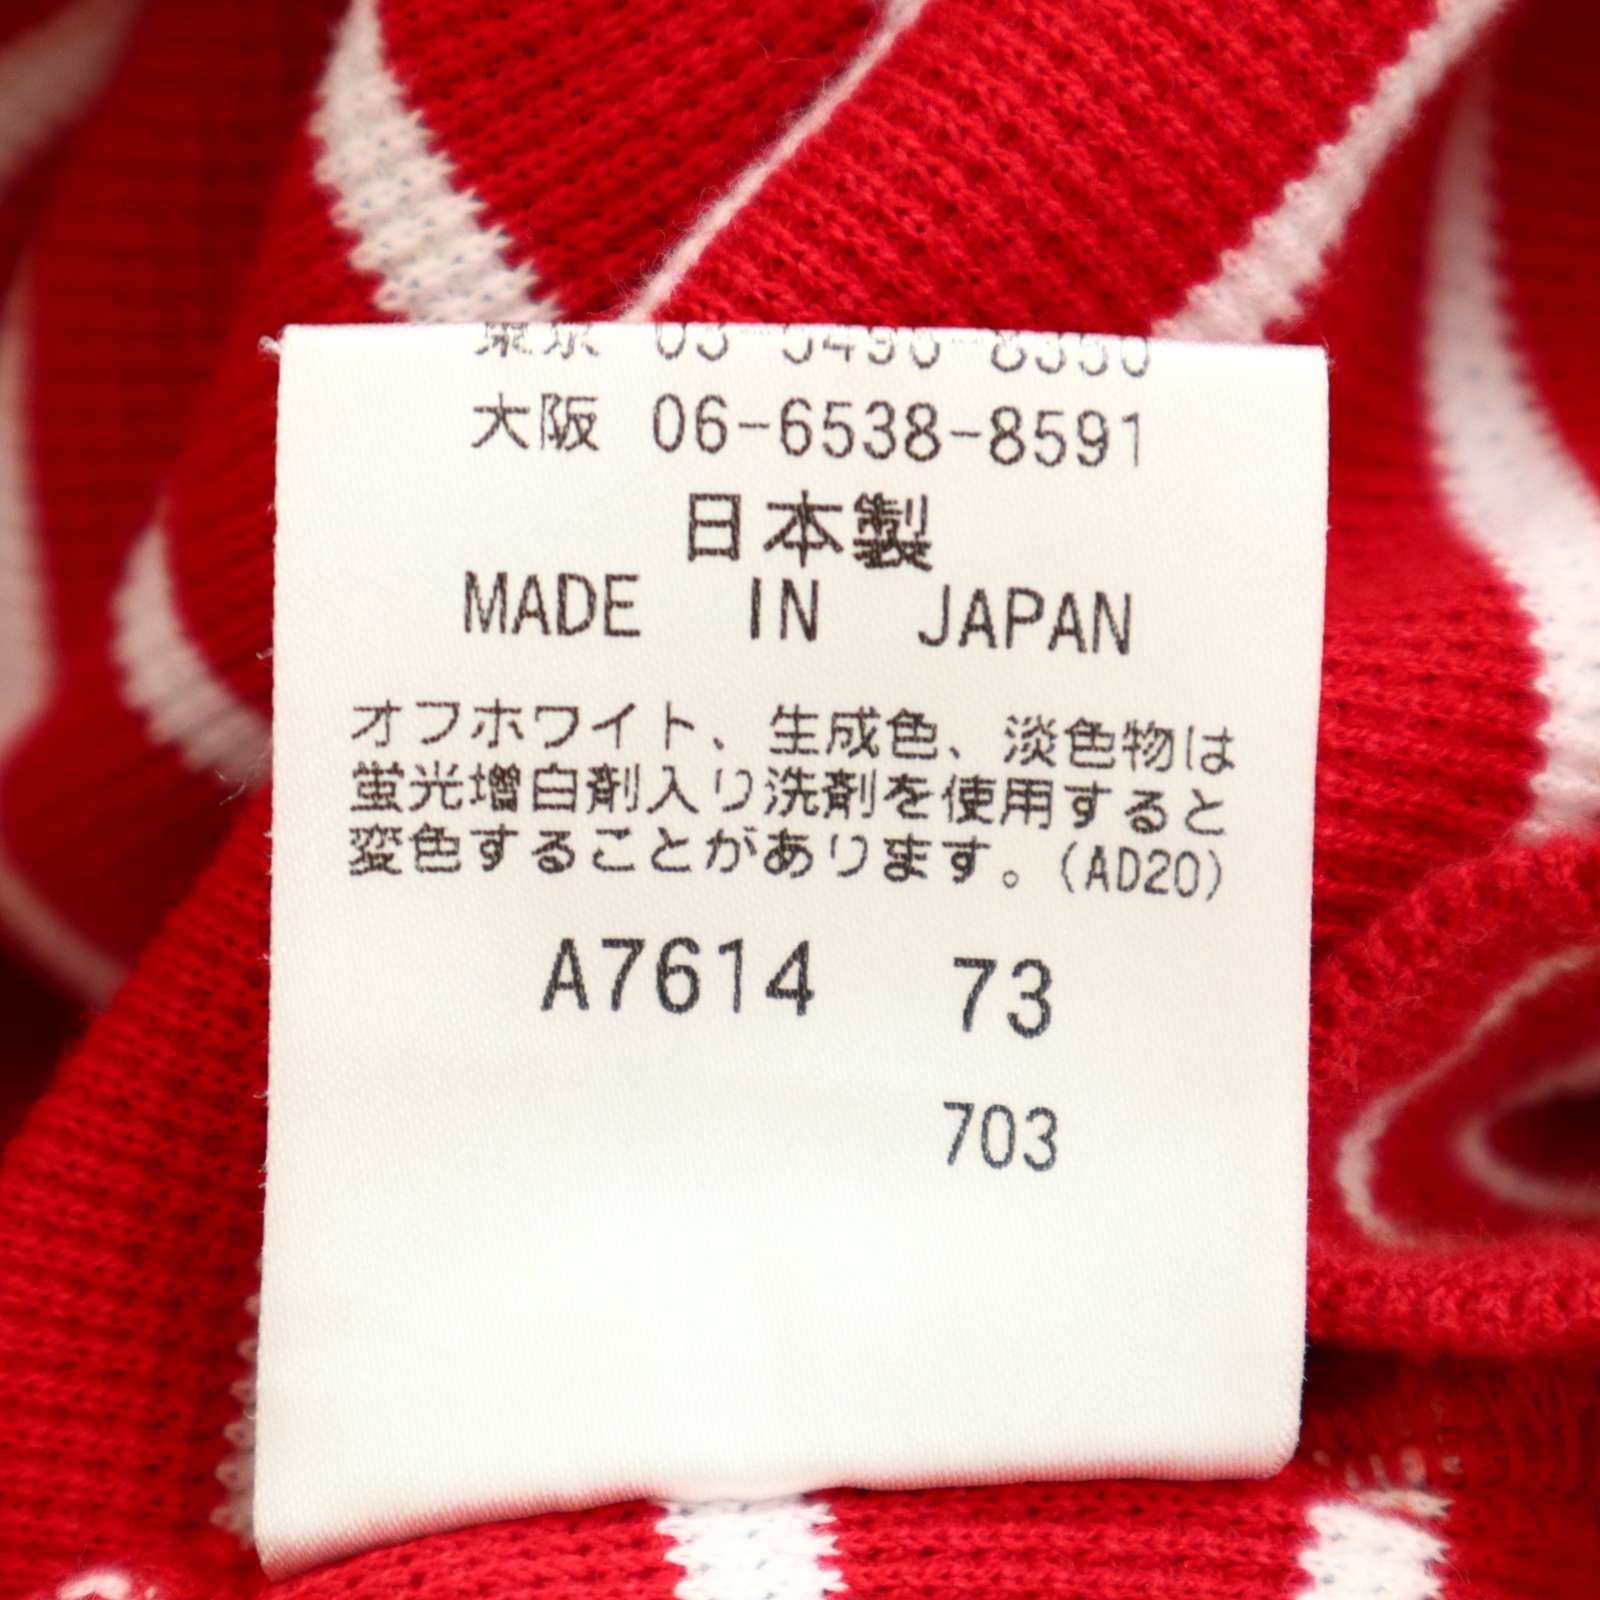 東京
大阪 06-6538-8591
日本製
MADE IN JAPAN
オフホワイト、生成色、淡色物は
蛍光増白剤入り洗剤を使用すると
変色することがあります。(AD20)
A7614 73
703